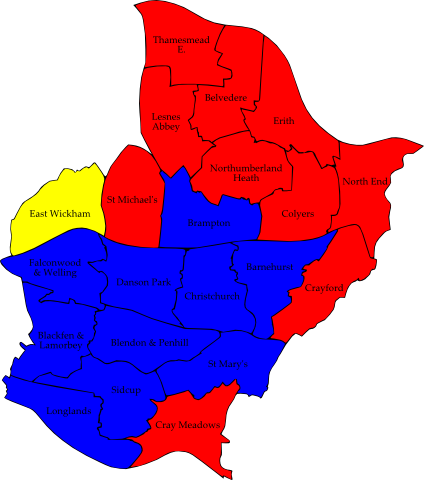 Thamesmead
E.
Belvedere
Lesnes
Abbey
Erith
Northumberland
Heath
North End
St Michael's
East Wickham
Colyers
Brampton
Falconwood
& Welling
Danson Park
Barnehurst
Christchurch
Crayford
Blackfen &
Lamorbey
Blendon & Penhill
St Mary's
Sidcup
Longlands
Cray Meadows